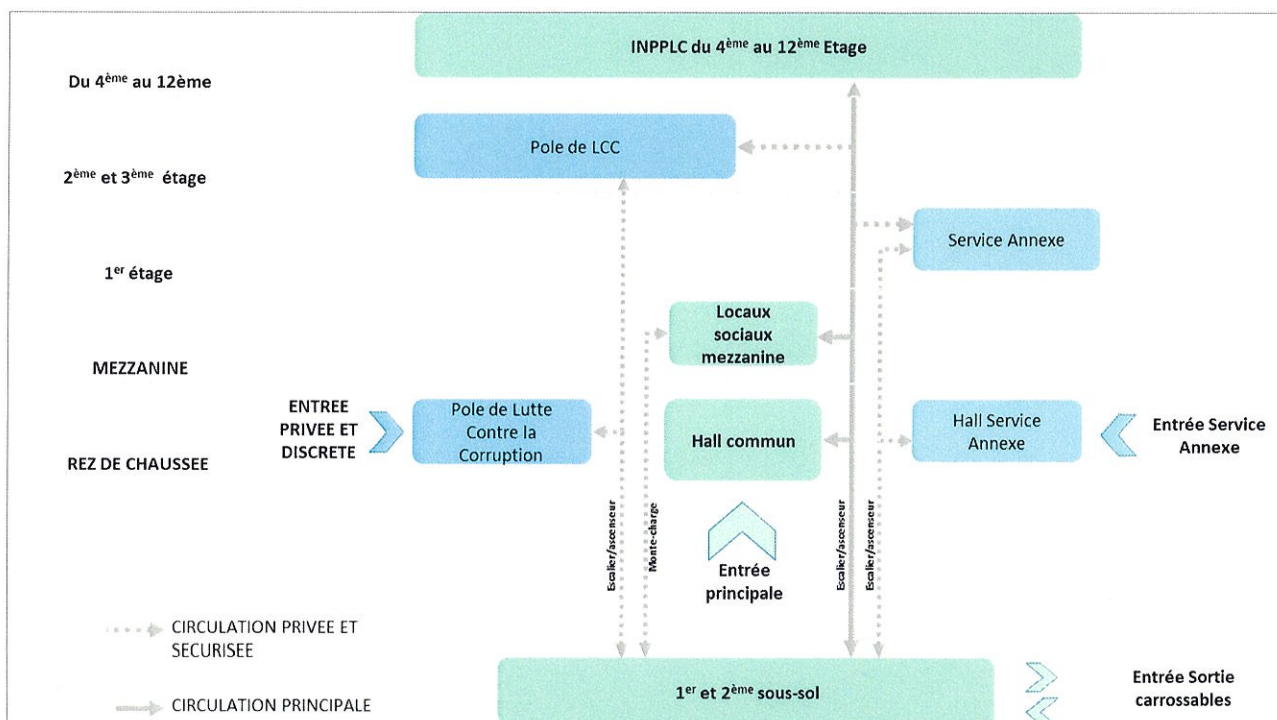 INPPLC du 4ème au 12ème Etage
Du 4ème au 12ème
Pole de LCC
2ème et 3ème étage
Service Annexe
1er étage
Locaux
sociaux
mezzanine
MEZZANINE
ENTREE
PRIVEE ET
DISCRETE
Pole de Lutte
Contre la
Corruption
Hall commun
Hall Service
Annexe
Entrée Service
Annexe
REZ DE CHAUSSEE
Escalier/ascenseur
Monte-charge
Escalier/ascenseur
Escalier/ascenseur
Entrée
principale
CIRCULATION PRIVEE ET
SECURISEE
1er et 2ème sous-sol
Entrée Sortie
carrossables
CIRCULATION PRINCIPALE